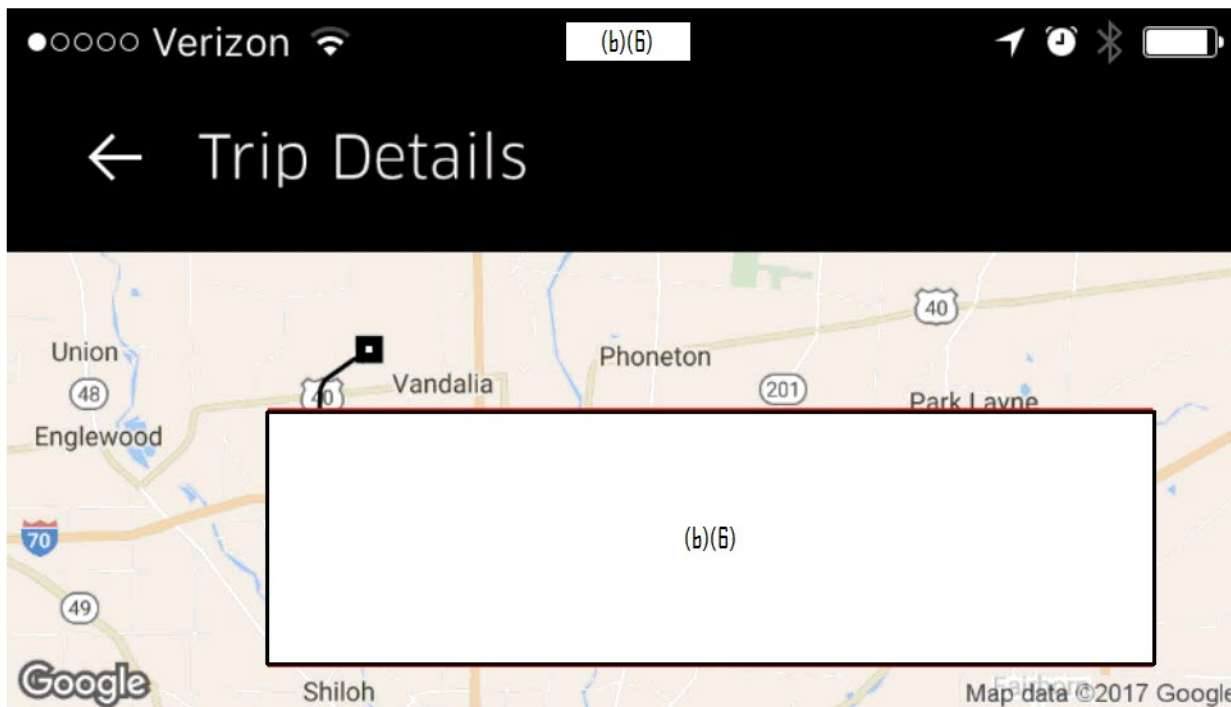 Verizon (b)(6)
Trip Details
40
Union Phoneton
48 40 Vandalia 201
Park Layne
Englewood
70 (b)(6)
49
Google Shiloh Map data ©2017 Google